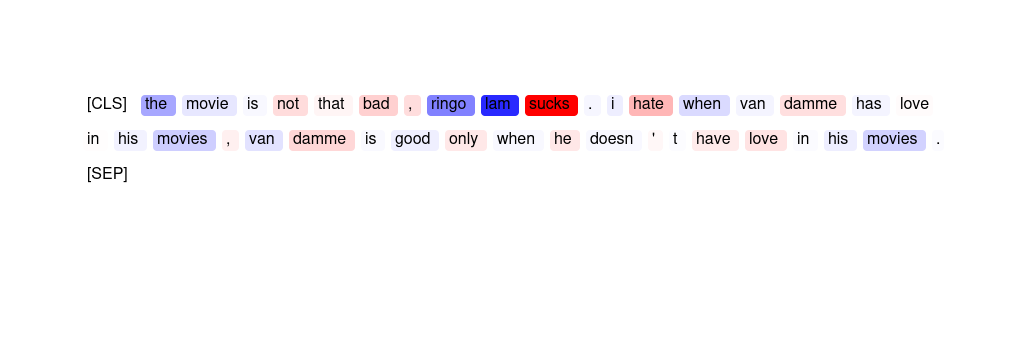 [CLS] the movie is not that bad , ringo lam sucks . i hate when van damme has love
in his movies , van damme is good only when he doesn ' t have love in his movies .
[SEP]